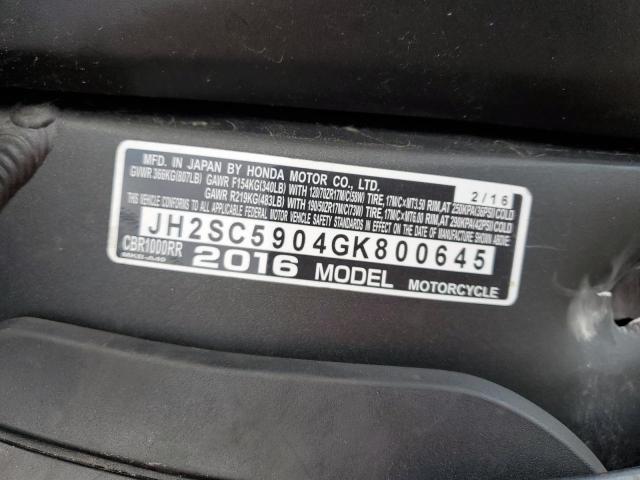 MFD. IN JAPAN BY HONDA MOTOR CO., LTD. 2/16
GVWR 366KG(807LB) GAWR F154KG(340LB) WITH 120/70ZR17M/C(58W) TIRE, 17M/C×MT3.50 RIM, AT 250KPA(36PSI)COLD
GAWR R219KG(483LB) WITH 190/50ZR17M/C(73W) TIRE, 17M/C×MT6.00 RIM, AT 290KPA(42PSI)COLD
THIS VEHICLE CONFORMS TO ALL APPLICABLE FEDERAL MOTOR VEHICLE SAFETY STANDARDS IN EFFECT ON THE DATE OF MANUFACTURE SHOWN ABOVE.
JH2SC5904GK800645
CBR1000RR 2016 MODEL MOTORCYCLE